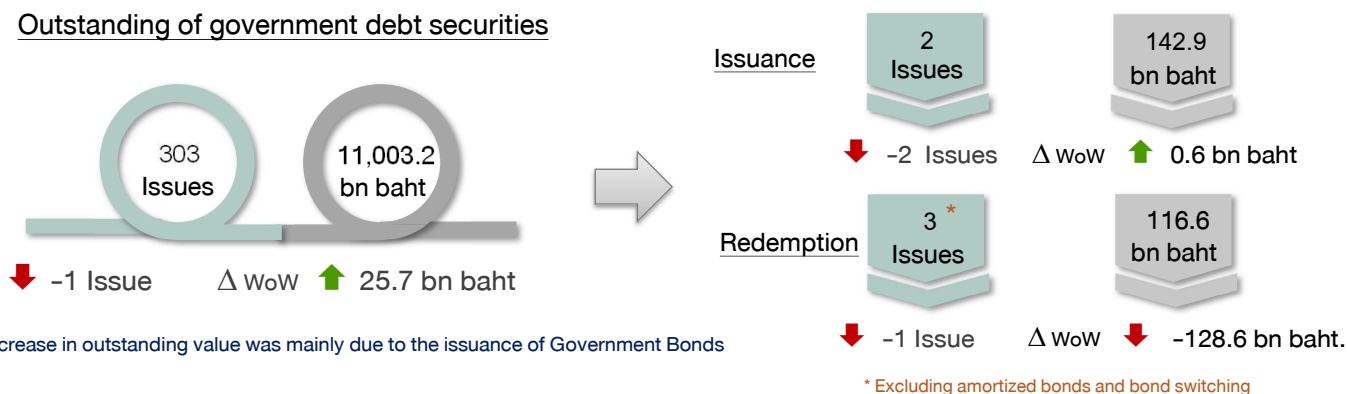 Outstanding of government debt securities
303
Issues
11,003.2
bn baht
-1 Issue
Δ WoW
25.7 bn baht
crease in outstanding value was mainly due to the issuance of Government Bonds
Issuance
2
Issues
142.9
bn baht
-2 Issues
Δ WoW
0.6 bn baht
Redemption
3 *
Issues
116.6
bn baht
-1 Issue
Δ WoW
-128.6 bn baht.
* Excluding amortized bonds and bond switching